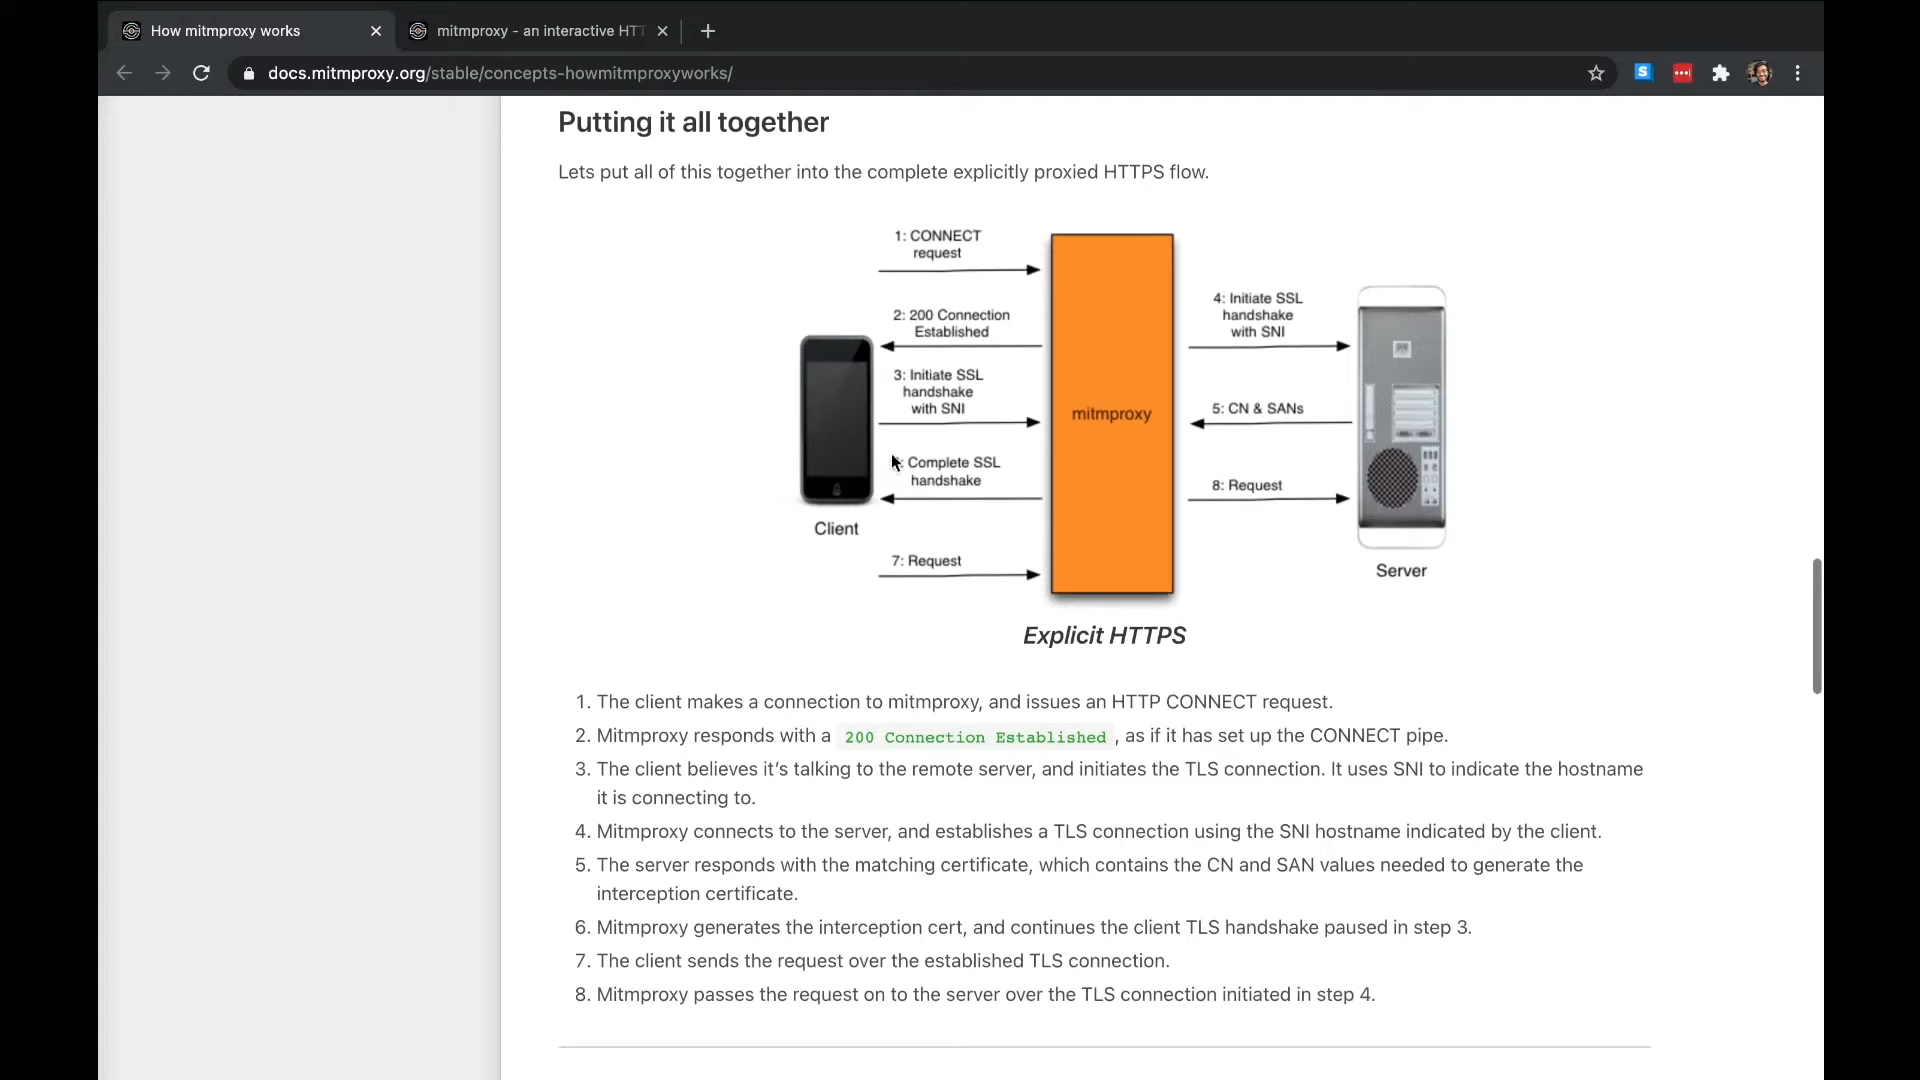 How mitmproxy works
mitmproxy - an interactive HTT
docs.mitmproxy.org/stable/concepts-howmitmproxyworks/
Putting it all together
Lets put all of this together into the complete explicitly proxied HTTPS flow.
1: CONNECT
request
2: 200 Connection
Established
3: Initiate SSL
handshake
with SNI
: Complete SSL
handshake
7: Request
Client
mitmproxy
4: Initiate SSL
handshake
with SNI
5: CN & SANs
8: Request
Server
Explicit HTTPS
1. The client makes a connection to mitmproxy, and issues an HTTP CONNECT request.
2. Mitmproxy responds with a 200 Connection Established , as if it has set up the CONNECT pipe.
3. The client believes it’s talking to the remote server, and initiates the TLS connection. It uses SNI to indicate the hostname
it is connecting to.
4. Mitmproxy connects to the server, and establishes a TLS connection using the SNI hostname indicated by the client.
5. The server responds with the matching certificate, which contains the CN and SAN values needed to generate the
interception certificate.
6. Mitmproxy generates the interception cert, and continues the client TLS handshake paused in step 3.
7. The client sends the request over the established TLS connection.
8. Mitmproxy passes the request on to the server over the TLS connection initiated in step 4.